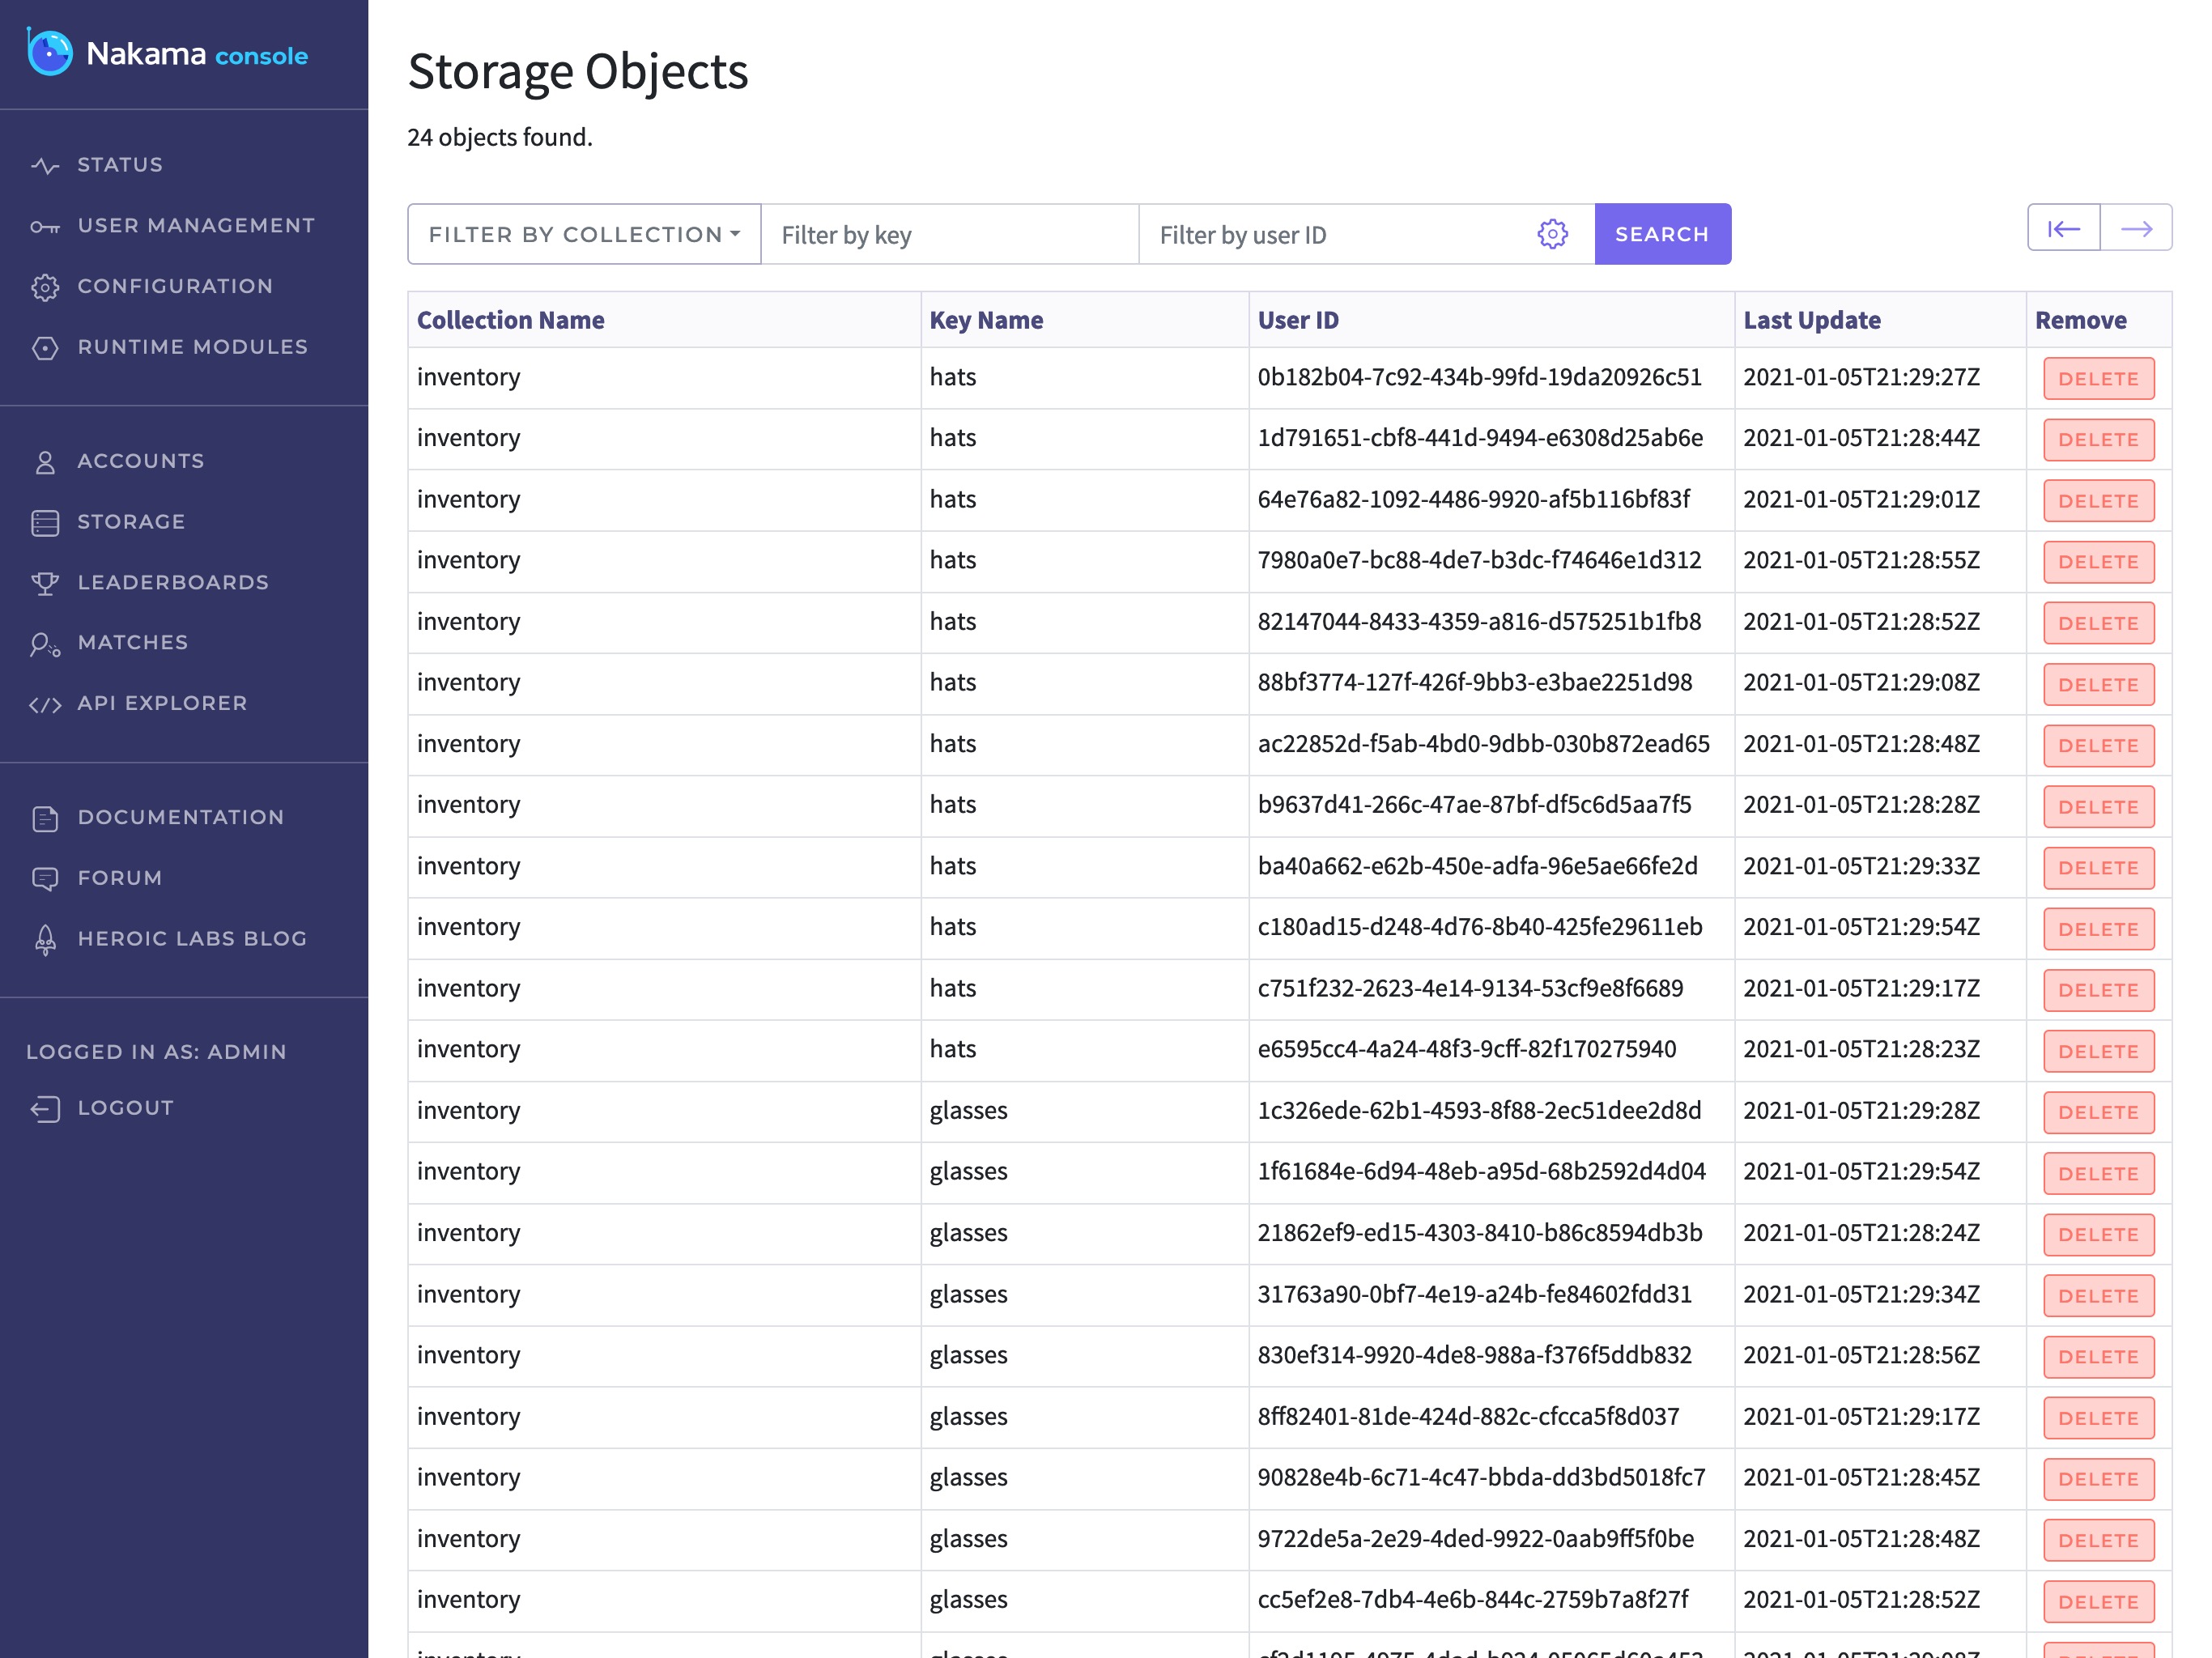 Nakama console
STATUS
USER MANAGEMENT
CONFIGURATION
RUNTIME MODULES
ACCOUNTS
STORAGE
LEADERBOARDS
MATCHES
API EXPLORER
DOCUMENTATION
FORUM
HEROIC LABS BLOG
LOGGED IN AS: ADMIN
LOGOUT
Storage Objects
24 objects found.
FILTER BY COLLECTION Filter by key Filter by user ID SEARCH
Collection Name Key Name User ID Last Update Remove
inventory hats 0b182b04-7c92-434b-99fd-19da20926c51 2021-01-05T21:29:27Z DELETE
inventory hats 1d791651-cbf8-441d-9494-e6308d25ab6e 2021-01-05T21:28:44Z DELETE
inventory hats 64e76a82-1092-4486-9920-af5b116bf83f 2021-01-05T21:29:01Z DELETE
inventory hats 7980a0e7-bc88-4de7-b3dc-f74646e1d312 2021-01-05T21:28:55Z DELETE
inventory hats 82147044-8433-4359-a816-d575251b1fb8 2021-01-05T21:28:52Z DELETE
inventory hats 88bf3774-127f-426f-9bb3-e3bae2251d98 2021-01-05T21:29:08Z DELETE
inventory hats ac22852d-f5ab-4bd0-9dbb-030b872ead65 2021-01-05T21:28:48Z DELETE
inventory hats b9637d41-266c-47ae-87bf-df5c6d5aa7f5 2021-01-05T21:28:28Z DELETE
inventory hats ba40a662-e62b-450e-adfa-96e5ae66fe2d 2021-01-05T21:29:33Z DELETE
inventory hats c180ad15-d248-4d76-8b40-425fe29611eb 2021-01-05T21:29:54Z DELETE
inventory hats c751f232-2623-4e14-9134-53cf9e8f6689 2021-01-05T21:29:17Z DELETE
inventory hats e6595cc4-4a24-48f3-9cff-82f170275940 2021-01-05T21:28:23Z DELETE
inventory glasses 1c326ede-62b1-4593-8f88-2ec51dee2d8d 2021-01-05T21:29:28Z DELETE
inventory glasses 1f61684e-6d94-48eb-a95d-68b2592d4d04 2021-01-05T21:29:54Z DELETE
inventory glasses 21862ef9-ed15-4303-8410-b86c8594db3b 2021-01-05T21:28:24Z DELETE
inventory glasses 31763a90-0bf7-4e19-a24b-fe84602fdd31 2021-01-05T21:29:34Z DELETE
inventory glasses 830ef314-9920-4de8-988a-f376f5ddb832 2021-01-05T21:28:56Z DELETE
inventory glasses 8ff82401-81de-424d-882c-cfcca5f8d037 2021-01-05T21:29:17Z DELETE
inventory glasses 90828e4b-6c71-4c47-bbda-dd3bd5018fc7 2021-01-05T21:28:45Z DELETE
inventory glasses 9722de5a-2e29-4ded-9922-0aab9ff5f0be 2021-01-05T21:28:48Z DELETE
inventory glasses cc5ef2e8-7db4-4e6b-844c-2759b7a8f27f 2021-01-05T21:28:52Z DELETE
inventory glasses